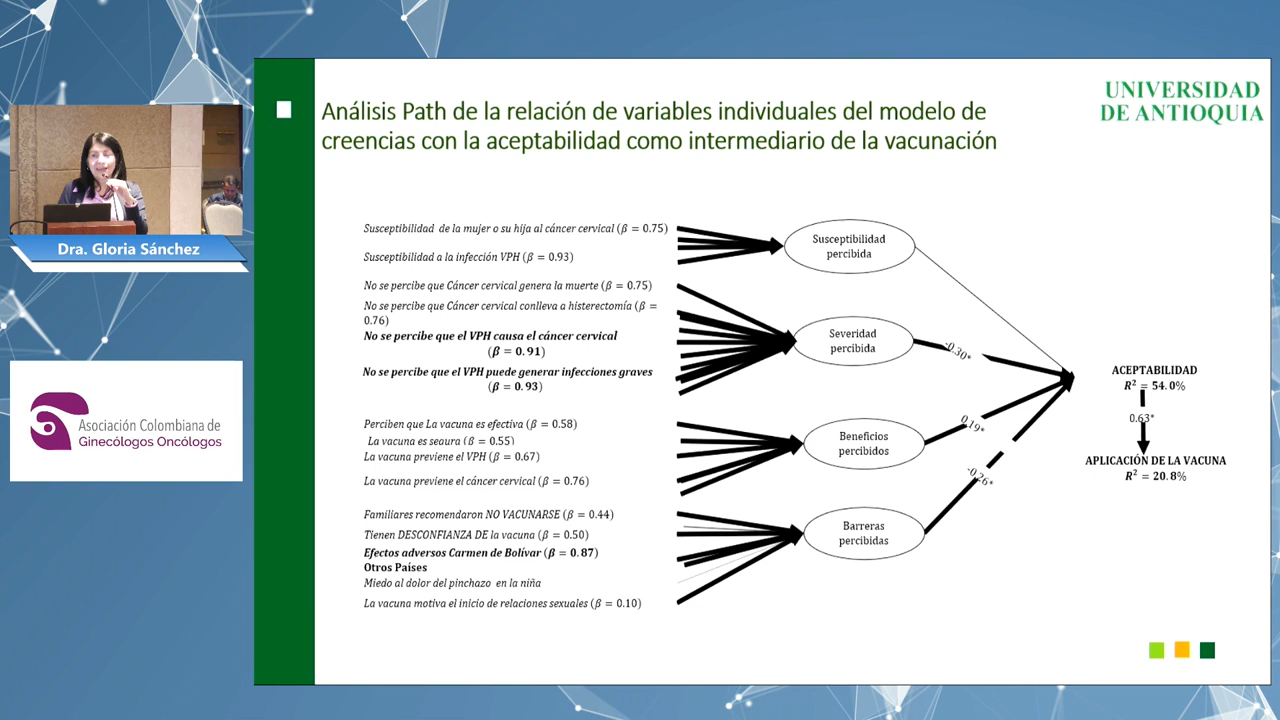 Análisis Path de la relación de variables individuales del modelo de
creencias con la aceptabilidad como intermediario de la vacunación
UNIVERSIDAD
DE ANTIOQUIA
Dra. Gloria Sánchez
Asociación Colombiana de
Ginecólogos Oncólogos
Susceptibilidad de la mujer o su hija al cáncer cervical (β = 0.75)
Susceptibilidad a la infección VPH (β = 0.93)
No se percibe que Cáncer cervical genera la muerte (β = 0.75)
No se percibe que Cáncer cervical conlleva a histerectomía (β =
0.76)
No se percibe que el VPH causa el cáncer cervical
(β = 0.91)
No se percibe que el VPH puede generar infecciones graves
(β = 0.93)
Perciben que La vacuna es efectiva (β = 0.58)
La vacuna es segura (β = 0.55)
La vacuna previene el VPH (β = 0.67)
La vacuna previene el cáncer cervical (β = 0.76)
Familiares recomendaron NO VACUNARSE (β = 0.44)
Tienen DESCONFIANZA DE la vacuna (β = 0.50)
Efectos adversos Carmen de Bolívar (β = 0.87)
Otros Países
Miedo al dolor del pinchazo en la niña
La vacuna motiva el inicio de relaciones sexuales (β = 0.10)
Susceptibilidad
percibida
Severidad
percibida
Beneficios
percibidos
Barreras
percibidas
-0.30*
0.19*
-0.26*
ACEPTABILIDAD
R² = 54.0%
0.63*
APLICACIÓN DE LA VACUNA
R² = 20.8%